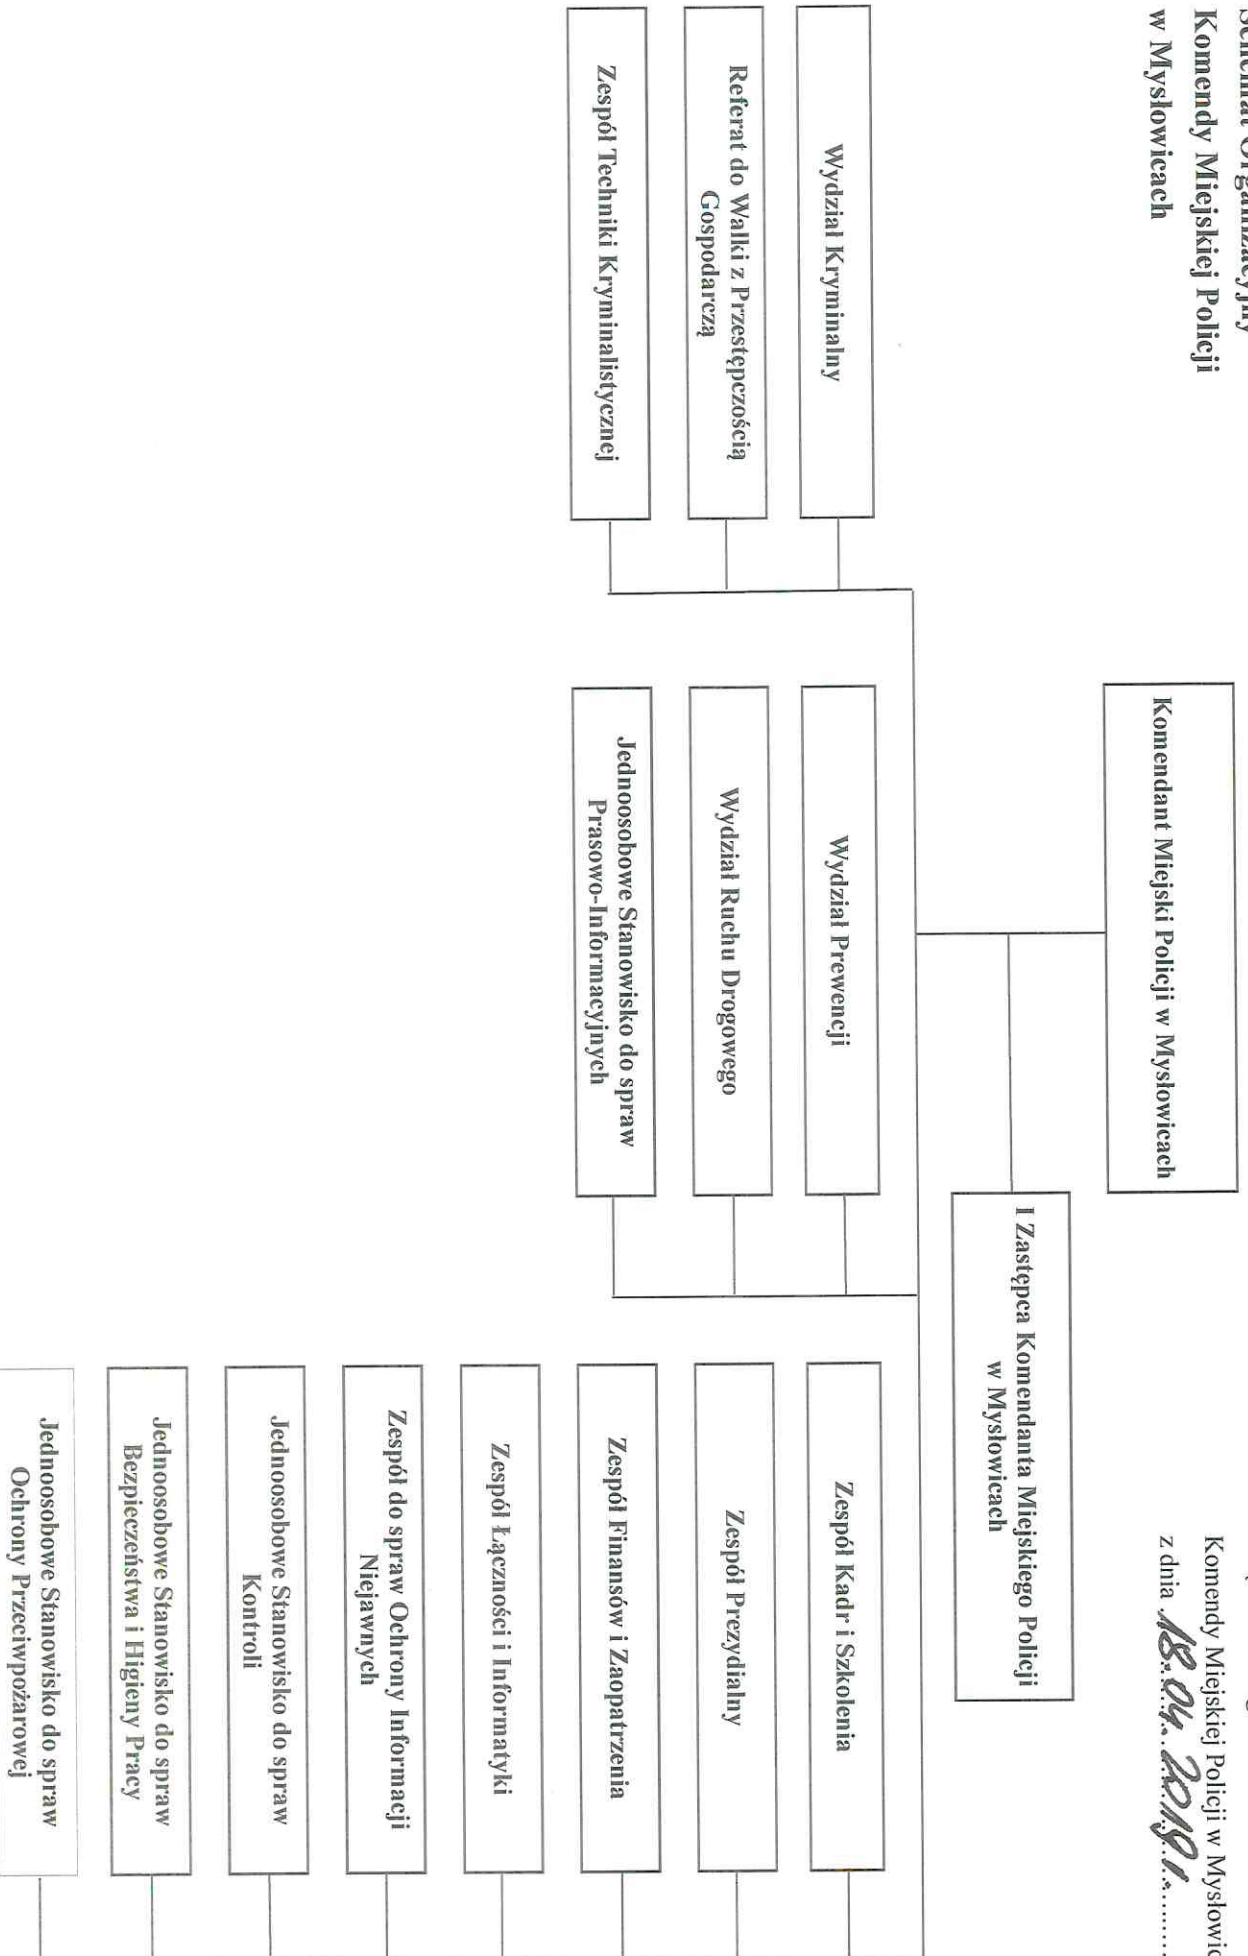 Schemat Organizacyjny
Komendy Miejskiej Policji
w Mysłowicach
Komendy Miejskiej Policji w
z dnia 18.04.2019 r.
Komendant Miejski Policji w Mysłowicach
I Zastępca Komendanta Miejskiego Policji
w Mysłowicach
Wydział Kryminalny
Referat do Walki z Przestępczością
Gospodarczą
Zespół Techniki Kryminalistycznej
Wydział Prewencji
Wydział Ruchu Drogowego
Jednoosobowe Stanowisko do spraw
Prasowo-Informacyjnych
Zespół Kadr i Szkolenia
Zespół Prezydialny
Zespół Finansów i Zaopatrzenia
Zespół Łączności i Informatyki
Zespół do spraw Ochrony Informacji
Niejawnych
Jednoosobowe Stanowisko do spraw
Kontroli
Jednoosobowe Stanowisko do spraw
Bezpieczeństwa i Higieny Pracy
Jednoosobowe Stanowisko do spraw
Ochrony Przeciwpożarowej